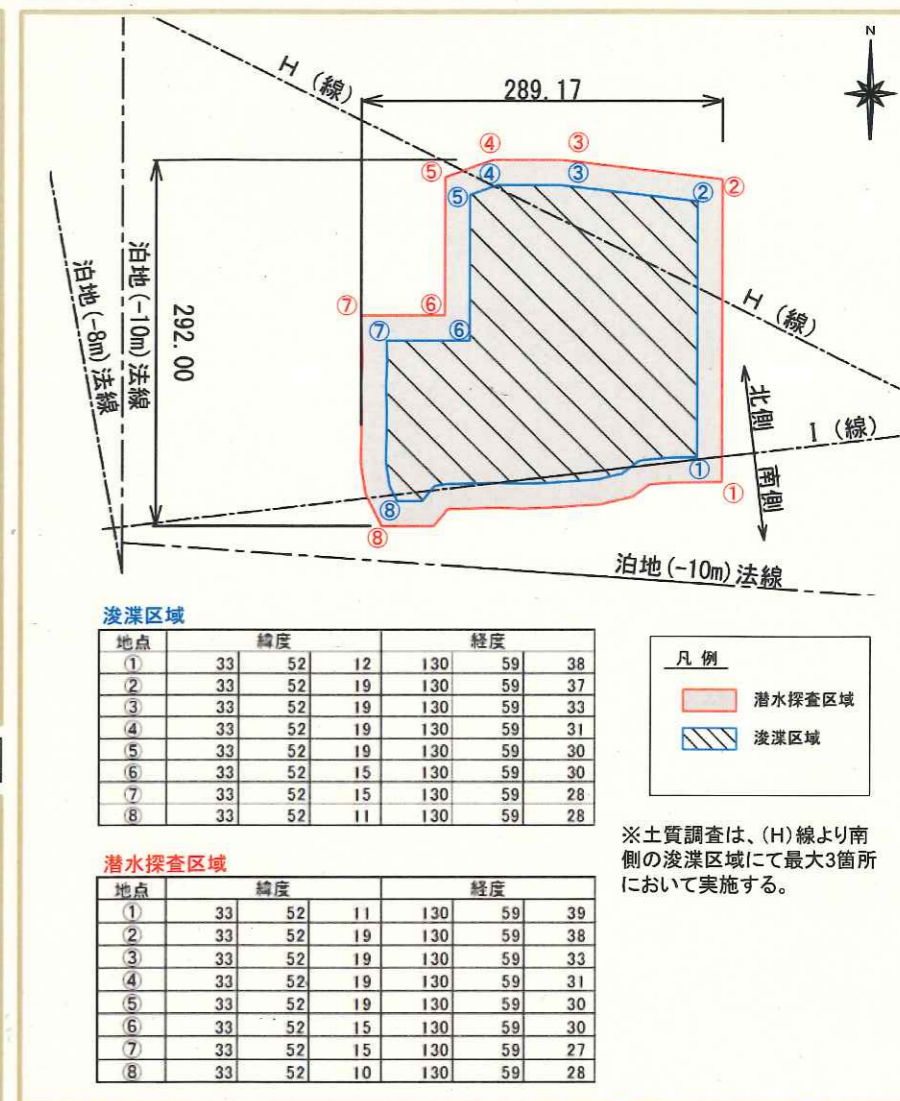 N
H (線)
289.17
④
③
⑤
④
③
②
②
⑤
泊地(-10m)法線
泊地(-8m)法線
292.00
⑦
⑥
⑦
⑥
H (線)
北側
南側
I (線)
①
①
⑧
⑧
泊地(-10m)法線
浚渫区域
地点 緯度 経度
① 33 52 12 130 59 38
② 33 52 19 130 59 37
③ 33 52 19 130 59 33
④ 33 52 19 130 59 31
⑤ 33 52 19 130 59 30
⑥ 33 52 15 130 59 30
⑦ 33 52 15 130 59 28
⑧ 33 52 11 130 59 28
凡 例
潜水探査区域
浚渫区域
※土質調査は、(H)線より南
側の浚渫区域にて最大3箇所
において実施する。
潜水探査区域
地点 緯度 経度
① 33 52 11 130 59 39
② 33 52 19 130 59 38
③ 33 52 19 130 59 33
④ 33 52 19 130 59 31
⑤ 33 52 19 130 59 30
⑥ 33 52 15 130 59 30
⑦ 33 52 15 130 59 27
⑧ 33 52 10 130 59 28